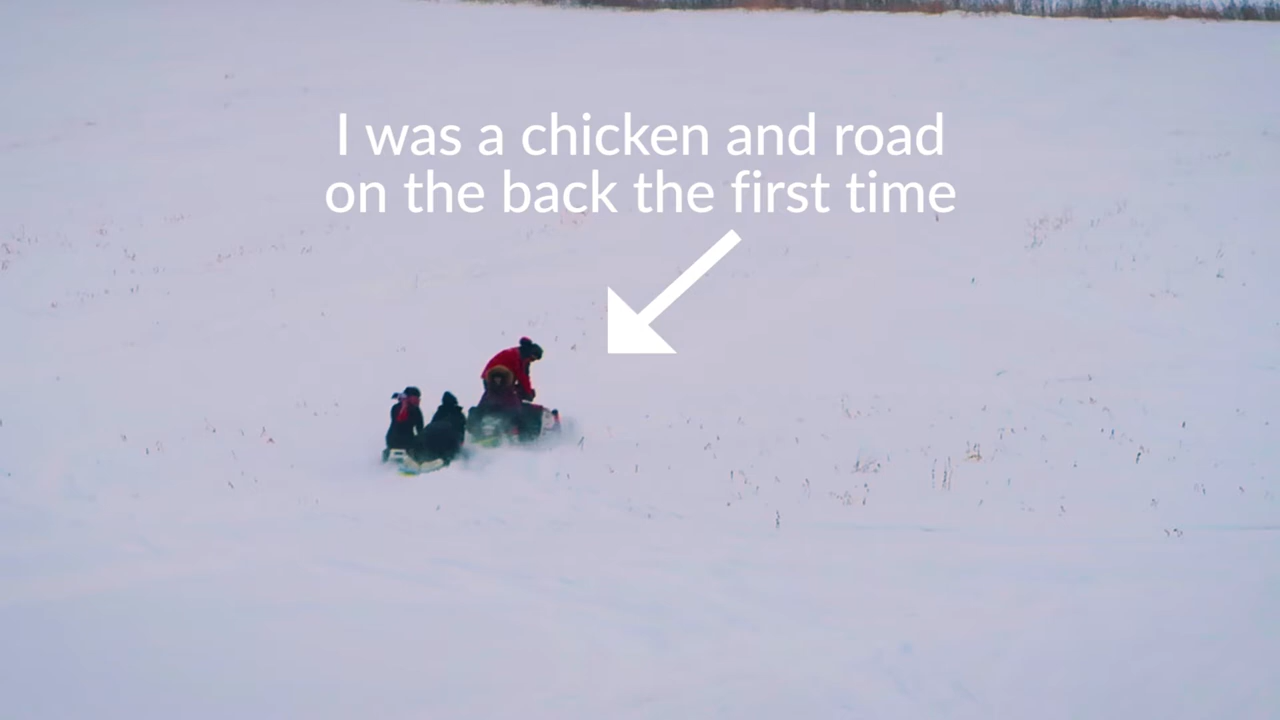 I was a chicken and road
on the back the first time